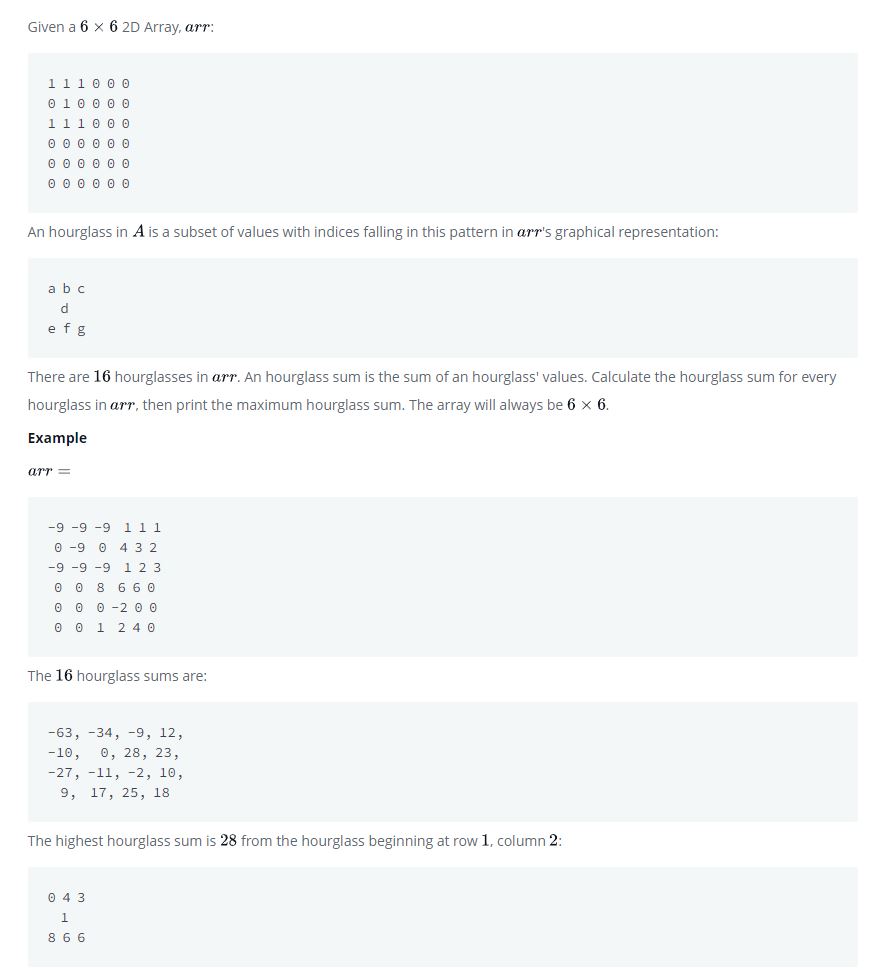 Given a 6 × 6 2D Array, arr:
1 1 1 0 0 0
0 1 0 0 0 0
1 1 1 0 0 0
0 0 0 0 0 0
0 0 0 0 0 0
0 0 0 0 0 0
An hourglass in A is a subset of values with indices falling in this pattern in arr's graphical representation:
a b c
  d
e f g
There are 16 hourglasses in arr. An hourglass sum is the sum of an hourglass' values. Calculate the hourglass sum for every
hourglass in arr, then print the maximum hourglass sum. The array will always be 6 × 6.
Example
arr =
-9 -9 -9  1 1 1
 0 -9  0  4 3 2
-9 -9 -9  1 2 3
 0  0  8  6 6 0
 0  0  0 -2 0 0
 0  0  1  2 4 0
The 16 hourglass sums are:
-63, -34, -9, 12,
-10,   0, 28, 23,
-27, -11, -2, 10,
  9,  17, 25, 18
The highest hourglass sum is 28 from the hourglass beginning at row 1, column 2:
0 4 3
  1
8 6 6